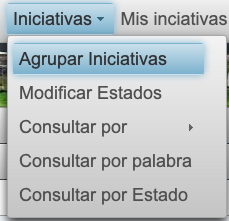 Iniciativas Mis inciativas
Agrupar Iniciativas
Modificar Estados
Consultar por
Consultar por palabra
Consultar por Estado